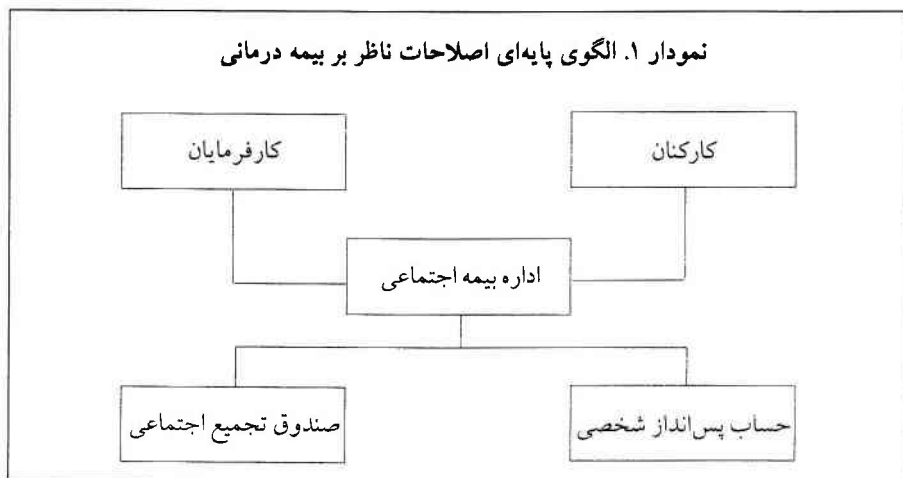 نمودار ۱. الگوی پایه‌ای اصلاحات ناظر بر بیمه درمانی
کارکنان
کارفرمایان
اداره بیمه اجتماعی
حساب پس‌انداز شخصی
صندوق تجمیع اجتماعی